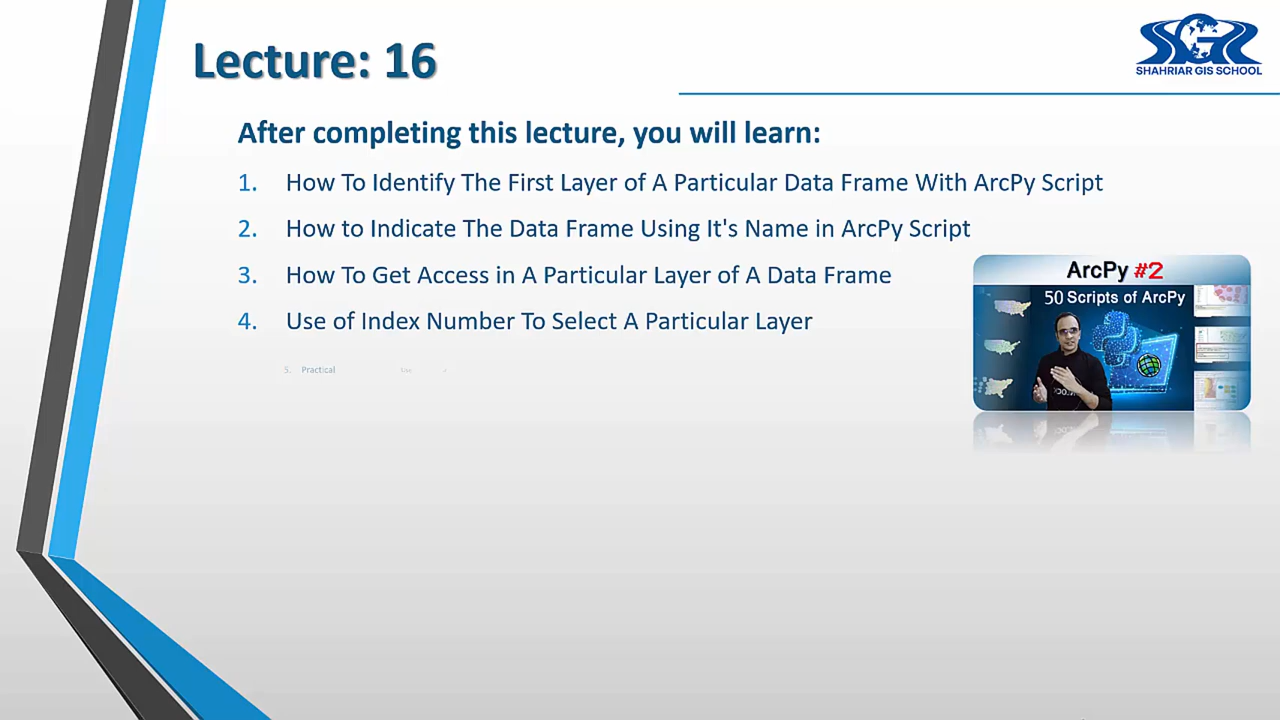 Lecture: 16
SHAHRIAR GIS SCHOOL
After completing this lecture, you will learn:
1. How To Identify The First Layer of A Particular Data Frame With ArcPy Script
2. How to Indicate The Data Frame Using It's Name in ArcPy Script
3. How To Get Access in A Particular Layer of A Data Frame
4. Use of Index Number To Select A Particular Layer
5. Practical
ArcPy #2
50 Scripts of ArcPy